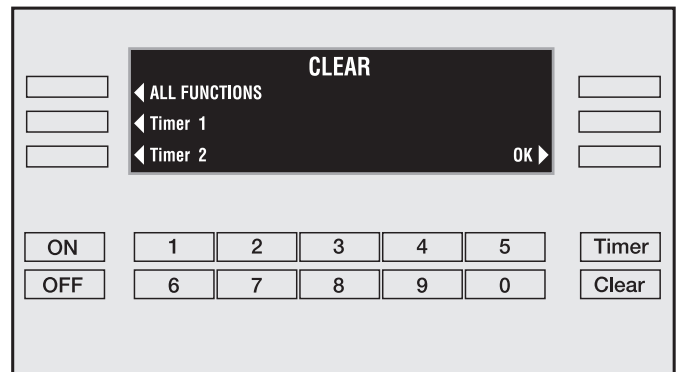 CLEAR
ALL FUNCTIONS
Timer 1
Timer 2 OK
ON 1 2 3 4 5 Timer
OFF 6 7 8 9 0 Clear